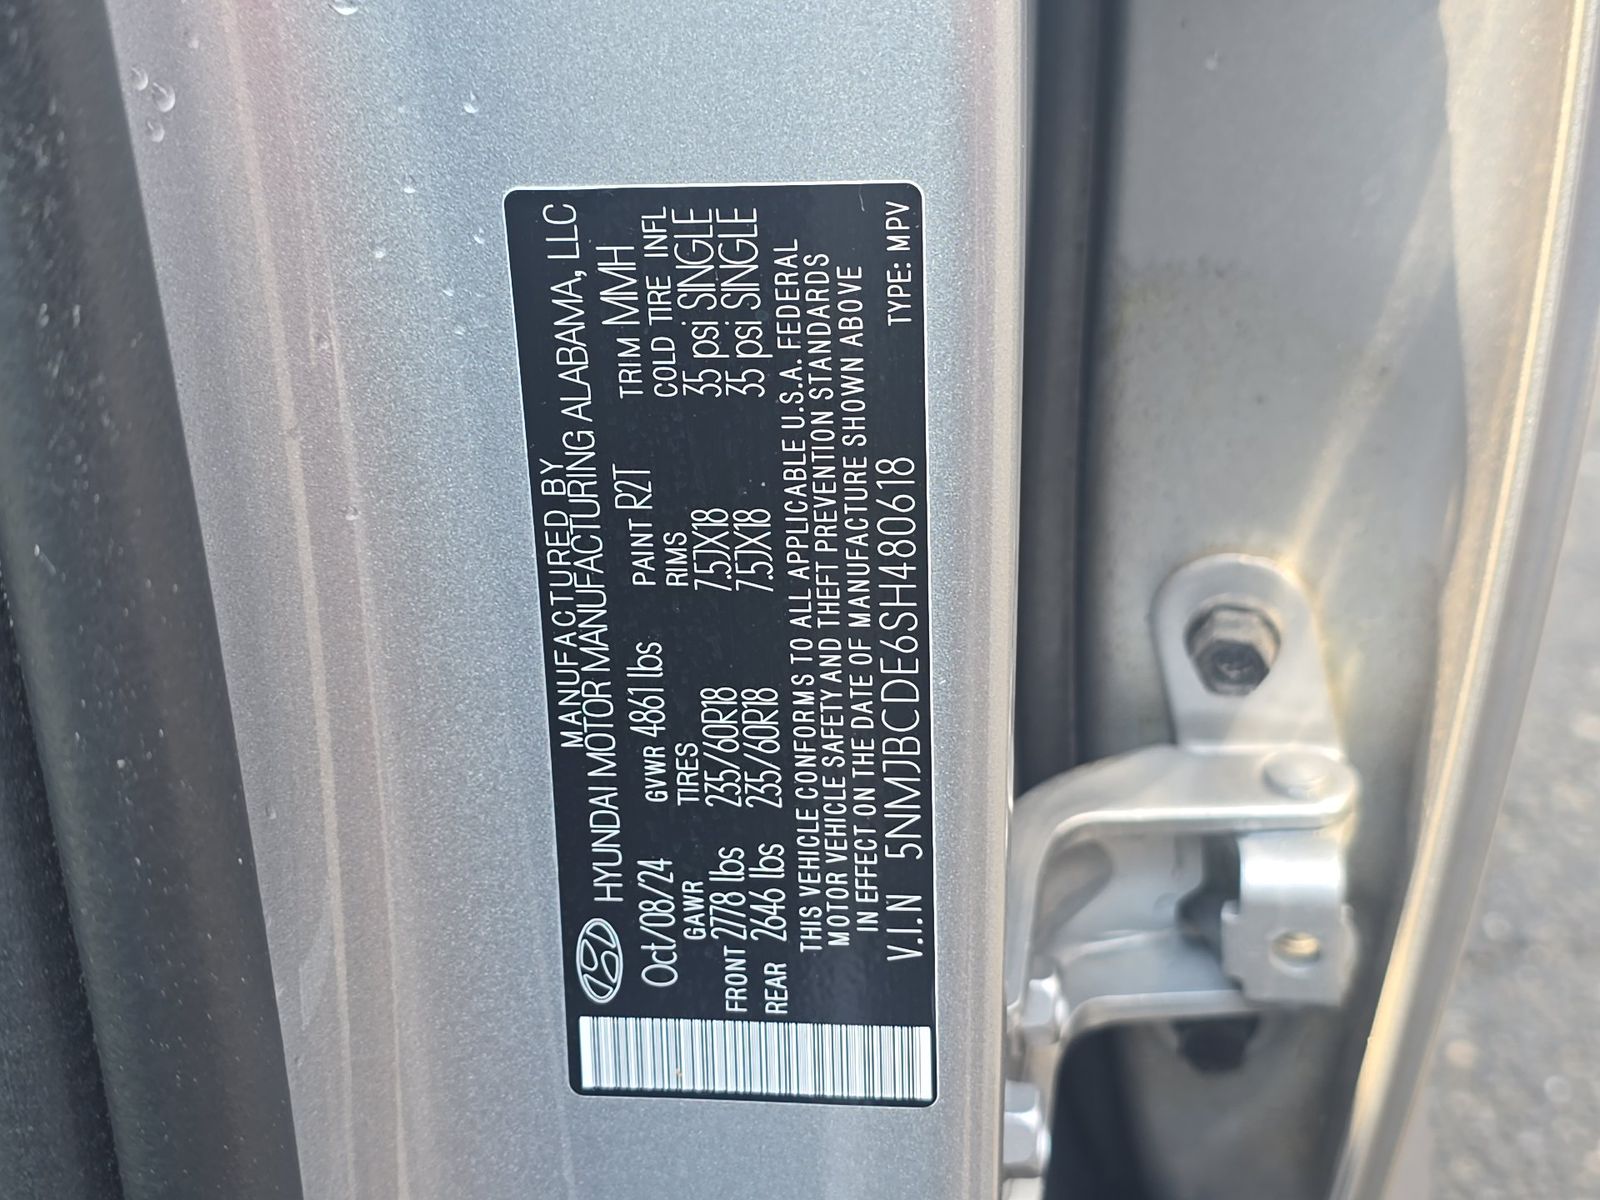 MANUFACTURED BY
HYUNDAI MOTOR MANUFACTURING ALABAMA, LLC
Oct/08/24 GVWR 4861 lbs PAINT R2T TRIM MMH
GAWR TIRES RIMS COLD TIRE INFL
FRONT 2778 lbs 235/60R18 7.5JX18 35 psi SINGLE
REAR 2646 lbs 235/60R18 7.5JX18 35 psi SINGLE
THIS VEHICLE CONFORMS TO ALL APPLICABLE U.S.A. FEDERAL
MOTOR VEHICLE SAFETY AND THEFT PREVENTION STANDARDS
IN EFFECT ON THE DATE OF MANUFACTURE SHOWN ABOVE
V.I.N 5NMJBCDE6SH480618 TYPE: MPV